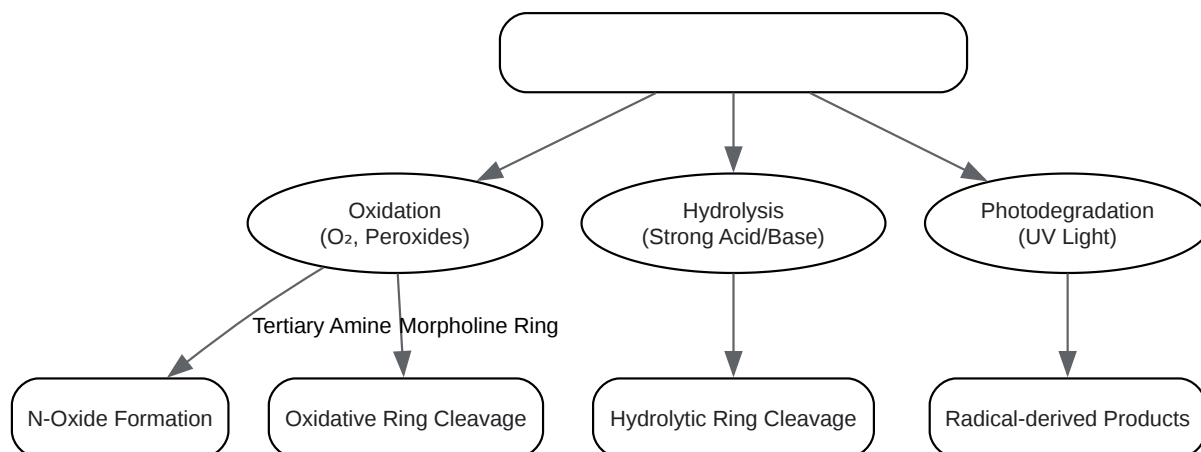 Oxidation
(O₂, Peroxides)
Hydrolysis
(Strong Acid/Base)
Photodegradation
(UV Light)
Tertiary Amine
Morpholine Ring
N-Oxide Formation
Oxidative Ring Cleavage
Hydrolytic Ring Cleavage
Radical-derived Products